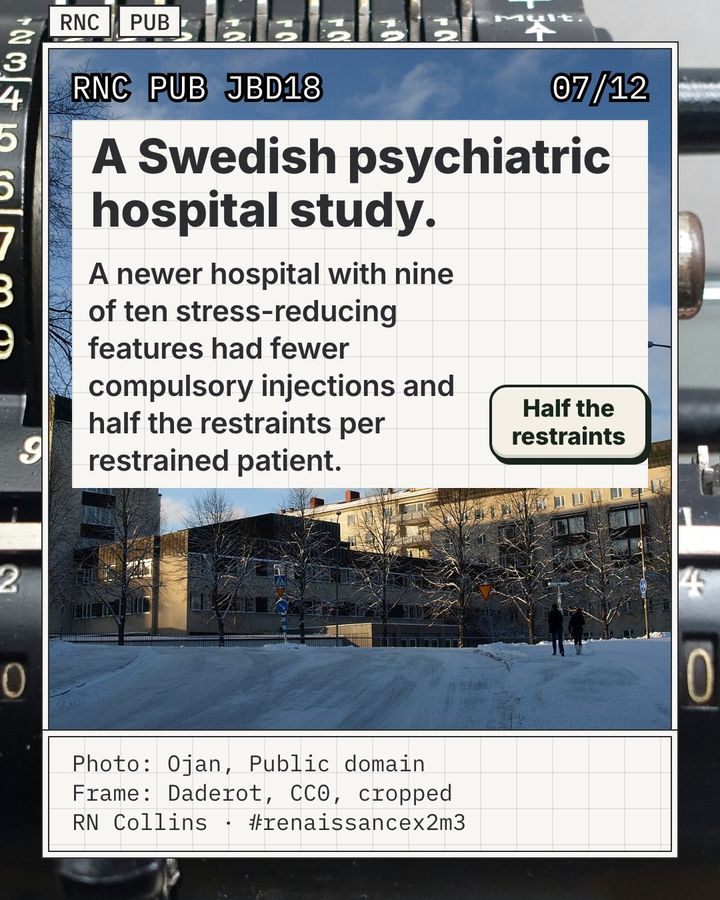 RNC PUB
Mult.
RNC PUB JBD18 07/12
A Swedish psychiatric
hospital study.
A newer hospital with nine
of ten stress-reducing
features had fewer
compulsory injections and
half the restraints per
restrained patient.
Half the
restraints
Photo: Ojan, Public domain
Frame: Daderot, CC0, cropped
RN Collins · #renaissancex2m3